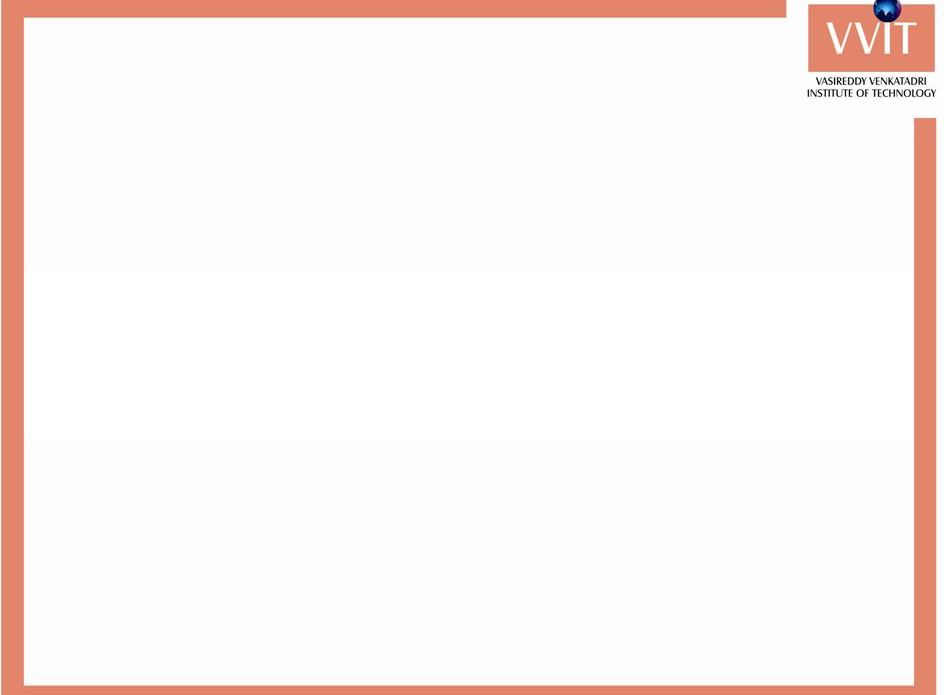 VVIT
VASIREDDY VENKATADRI
INSTITUTE OF TECHNOLOGY